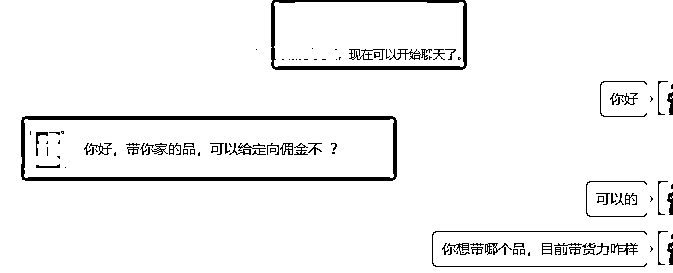 ，现在可以开始聊天了。
你好
你好，带你家的品，可以给定向佣金不 ？
可以的
你想带哪个品，目前带货力咋样